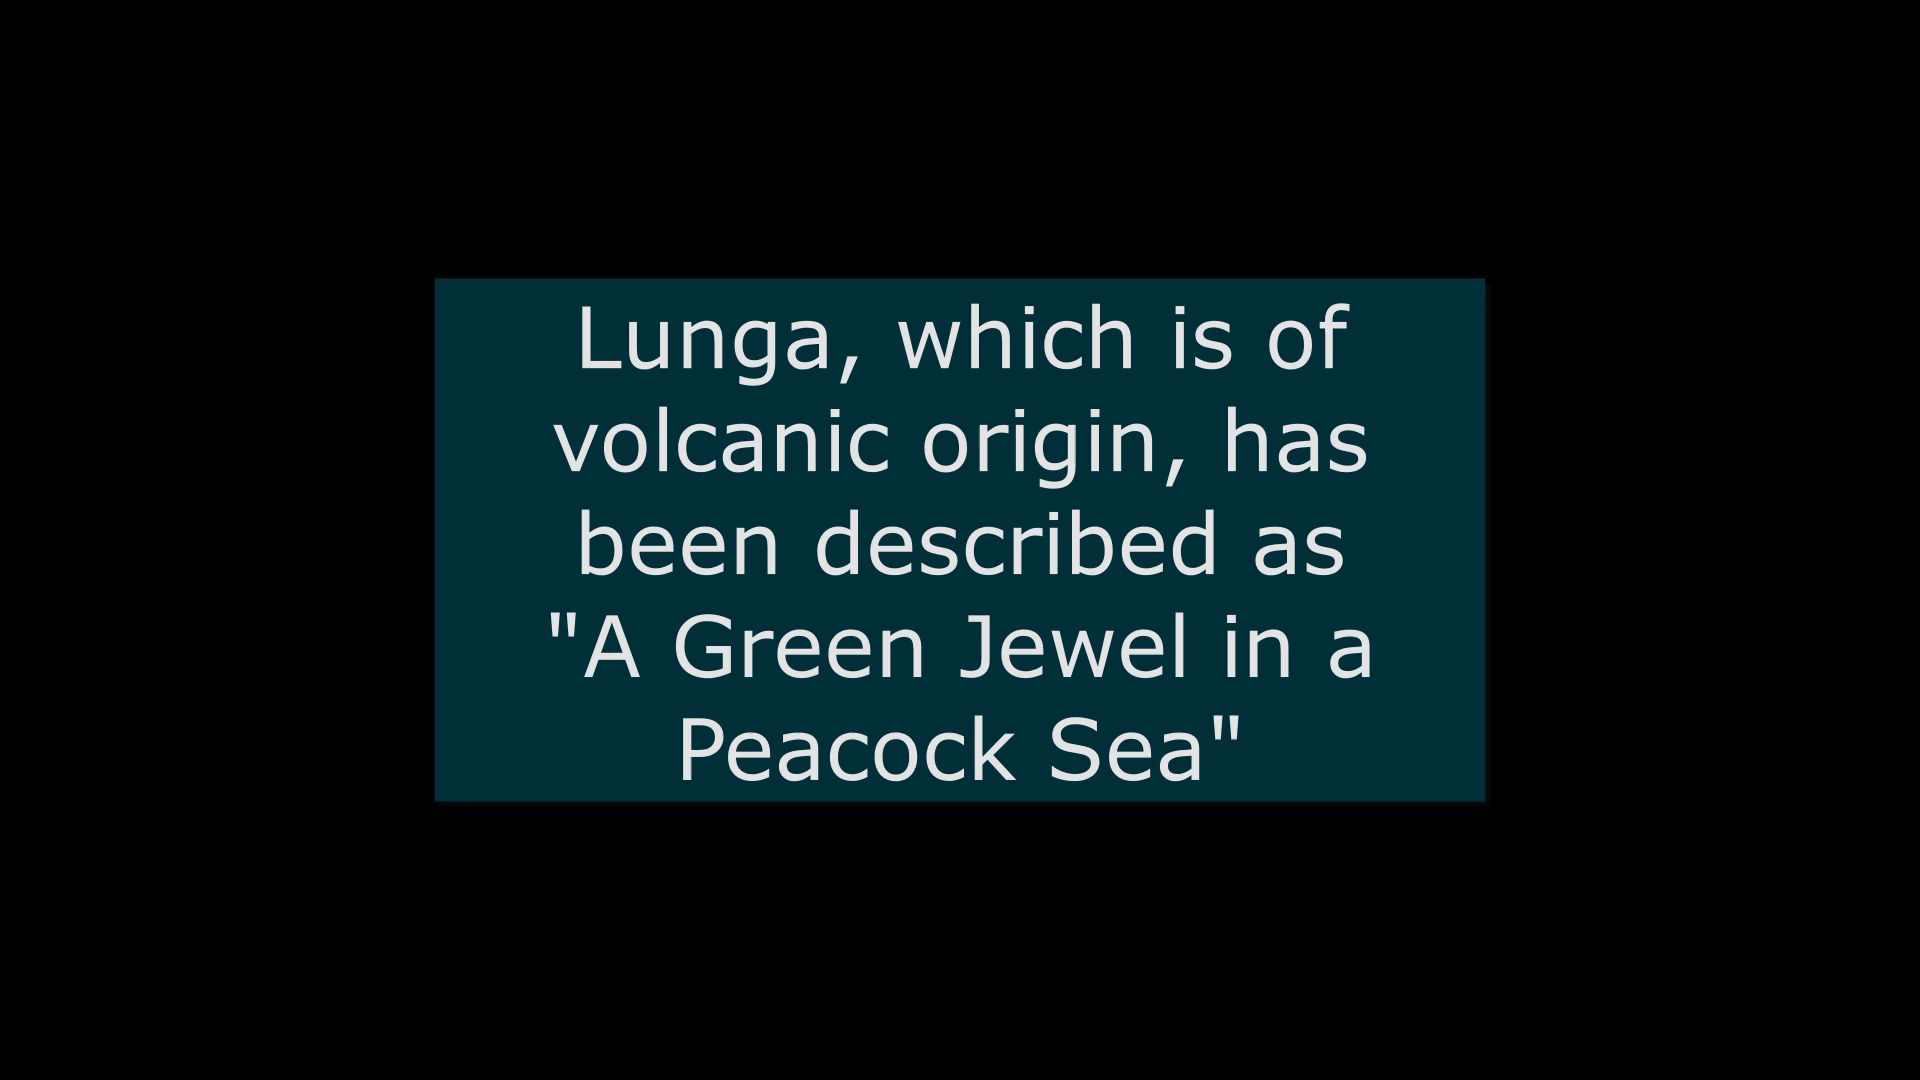 Lunga, which is of
volcanic origin, has
been described as
"A Green Jewel in a
Peacock Sea"